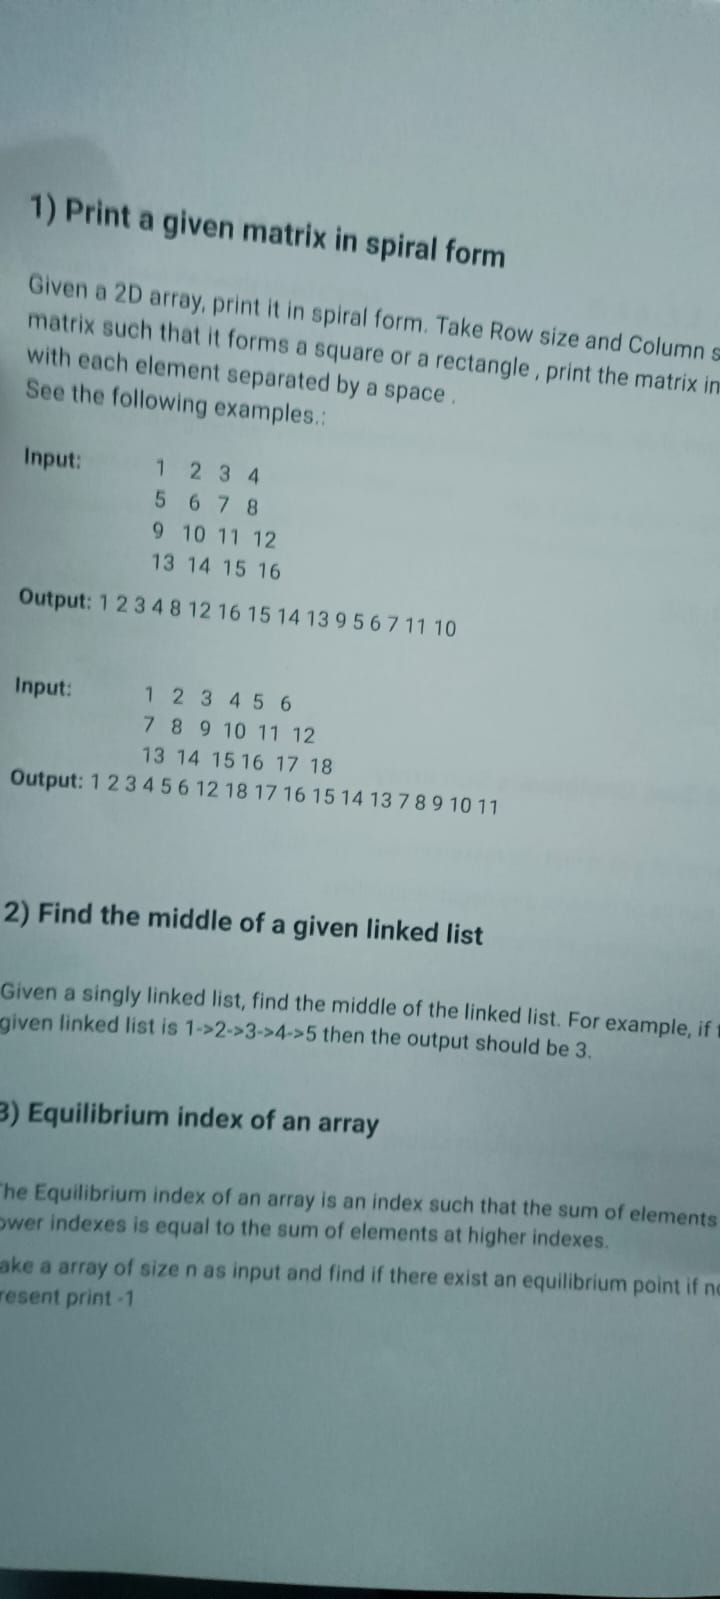 1) Print a given matrix in spiral form
Given a 2D array, print it in spiral form. Take Row size and Column
matrix such that it forms a square or a rectangle , print the matrix in
with each element separated by a space .
See the following examples.:
Input: 1 2 3 4
5 6 7 8
9 10 11 12
13 14 15 16
Output: 1 2 3 4 8 12 16 15 14 13 9 5 6 7 11 10
Input: 1 2 3 4 5 6
7 8 9 10 11 12
13 14 15 16 17 18
Output: 1 2 3 4 5 6 12 18 17 16 15 14 13 7 8 9 10 11
2) Find the middle of a given linked list
Given a singly linked list, find the middle of the linked list. For example, if
given linked list is 1->2->3->4->5 then the output should be 3.
3) Equilibrium index of an array
The Equilibrium index of an array is an index such that the sum of elements
ower indexes is equal to the sum of elements at higher indexes.
ake a array of size n as input and find if there exist an equilibrium point if
resent print -1